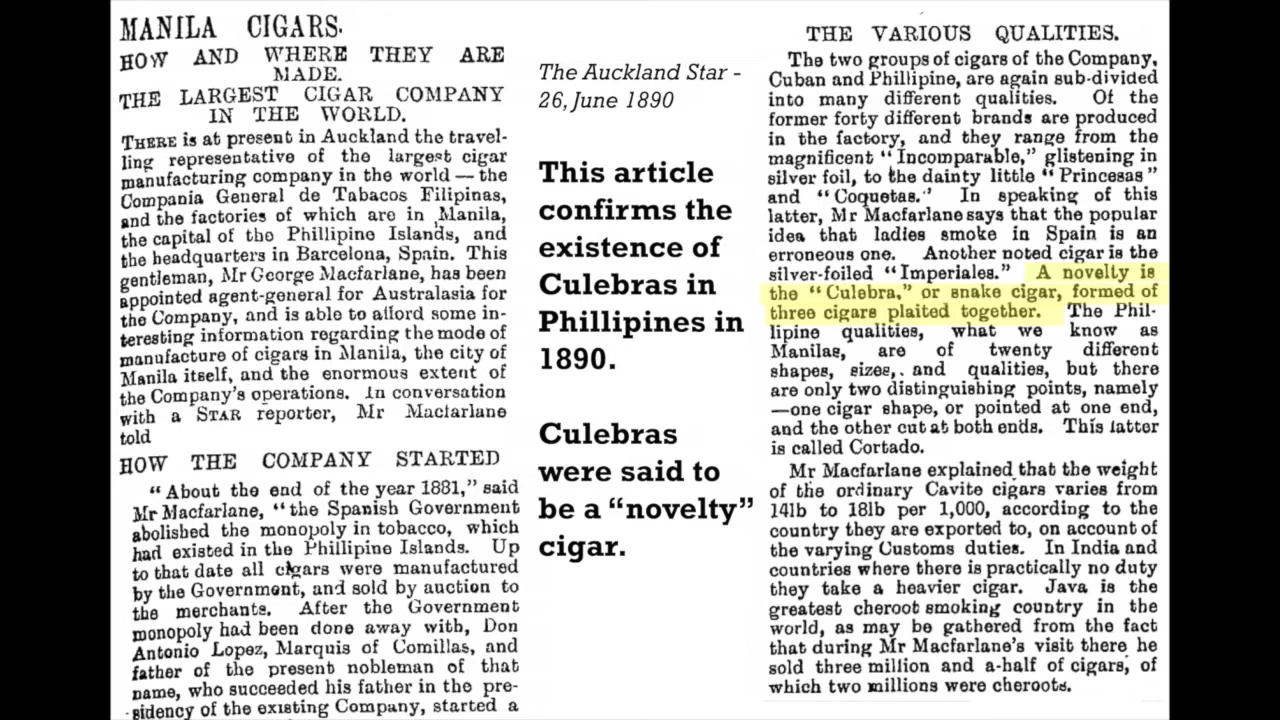 MANILA CIGARS.
HOW AND WHERE THEY ARE
MADE.
THE LARGEST CIGAR COMPANY
IN THE WORLD.
THERE is at present in Auckland the travel-
ling representative of the largest cigar
manufacturing company in the world — the
Compania General de Tabacos Filipinas,
and the factories of which are in Manila,
the capital of the Phillipine Islands, and
the headquarters in Barcelona, Spain. This
gentleman, Mr George Macfarlane, has been
appointed agent-general for Australasia for
the Company, and is able to afford some in-
teresting information regarding the mode of
manufacture of cigars in Manila, the city of
Manila itself, and the enormous extent of
the Company's operations. In conversation
with a STAR reporter, Mr Macfarlane
told
HOW THE COMPANY STARTED
"About the end of the year 1881," said
Mr Macfarlane, "the Spanish Government
abolished the monopoly in tobacco, which
had existed in the Phillipine Islands. Up
to that date all cigars were manufactured
by the Government, and sold by auction to
the merchants. After the Government
monopoly had been done away with, Don
Antonio Lopez, Marquis of Comillas, and
father of the present nobleman of that
name, who succeeded his father in the pre-
sidency of the existing Company, started a
The Auckland Star -
26, June 1890
This article
confirms the
existence of
Culebras in
Phillipines in
1890.
Culebras
were said to
be a “novelty”
cigar.
THE VARIOUS QUALITIES.
The two groups of cigars of the Company,
Cuban and Phillipine, are again sub-divided
into many different qualities. Of the
former forty different brands are produced
in the factory, and they range from the
magnificent "Incomparable," glistening in
silver foil, to the dainty little "Princesas"
and "Coquetas." In speaking of this
latter, Mr Macfarlane says that the popular
idea that ladies smoke in Spain is an
erroneous one. Another noted cigar is the
silver-foiled "Imperiales." A novelty is
the "Culebra," or snake cigar, formed of
three cigars plaited together. The Phil-
lipine qualities, what we know as
Manilas, are of twenty different
shapes, sizes, and qualities, but there
are only two distinguishing points, namely
—one cigar shape, or pointed at one end,
and the other cut at both ends. This latter
is called Cortado.
Mr Macfarlane explained that the weight
of the ordinary Cavite cigars varies from
14lb to 18lb per 1,000, according to the
country they are exported to, on account of
the varying Customs duties. In India and
countries where there is practically no duty
they take a heavier cigar. Java is the
greatest cheroot smoking country in the
world, as may be gathered from the fact
that during Mr Macfarlane's visit there he
sold three million and a-half of cigars, of
which two millions were cheroots.